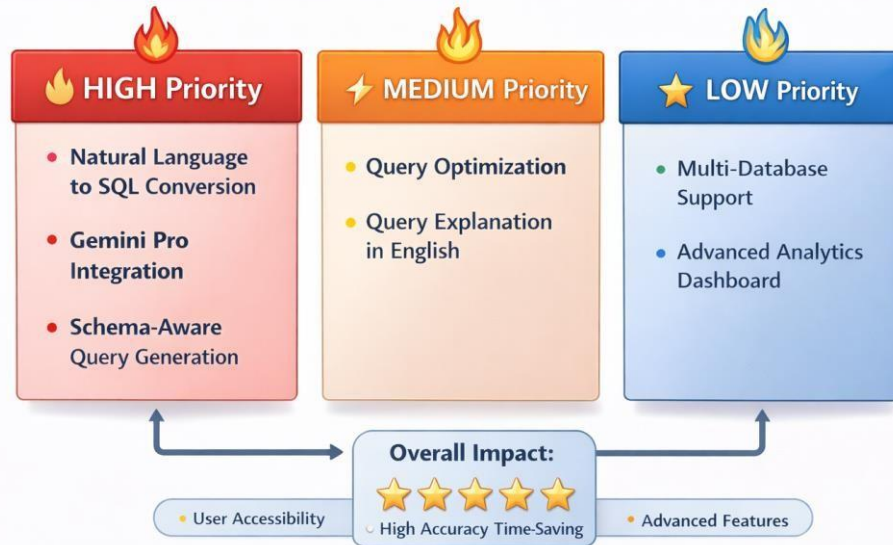 HIGH Priority
Natural Language
to SQL Conversion
Gemini Pro
Integration
Schema-Aware
Query Generation
MEDIUM Priority
Query Optimization
Query Explanation
in English
LOW Priority
Multi-Database
Support
Advanced Analytics
Dashboard
Overall Impact:
User Accessibility
High Accuracy Time-Saving
Advanced Features